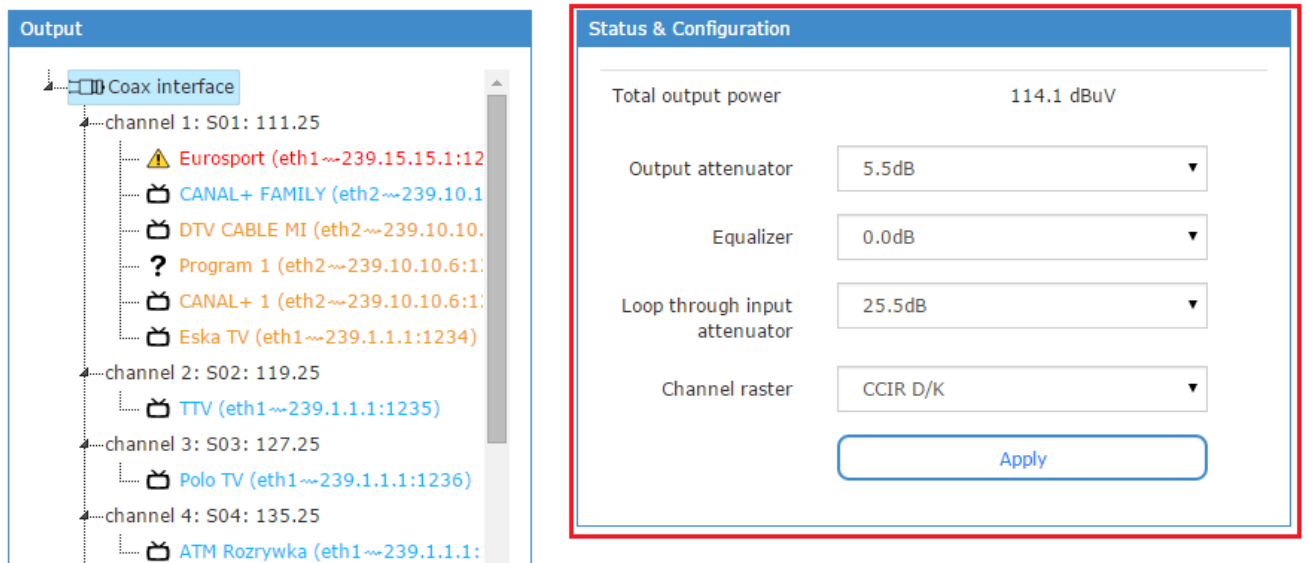 Output
Coax interface
channel 1: S01: 111.25
Eurosport (eth1⇝239.15.15.1:12
CANAL+ FAMILY (eth2⇝239.10.1
DTV CABLE MI (eth2⇝239.10.10.
Program 1 (eth2⇝239.10.10.6:1
CANAL+ 1 (eth2⇝239.10.10.6:1
Eska TV (eth1⇝239.1.1.1:1234)
channel 2: S02: 119.25
TTV (eth1⇝239.1.1.1:1235)
channel 3: S03: 127.25
Polo TV (eth1⇝239.1.1.1:1236)
channel 4: S04: 135.25
ATM Rozrywka (eth1⇝239.1.1.1:
Status & Configuration
Total output power 114.1 dBuV
Output attenuator 5.5dB
Equalizer 0.0dB
Loop through input
attenuator 25.5dB
Channel raster CCIR D/K
Apply